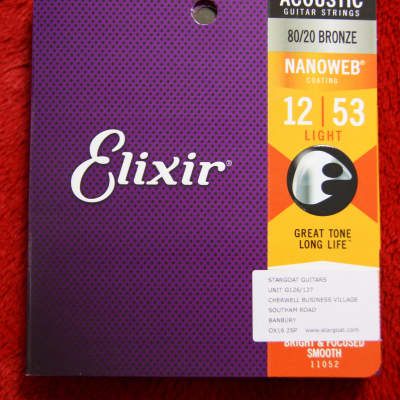 ACOUSTIC
GUITAR STRINGS
80/20 BRONZE
NANOWEB®
COATING
12 | 53
LIGHT
Elixir®
GREAT TONE
LONG LIFE™
STARGOAT GUITARS
UNIT G126/127
CHERWELL BUSINESS VILLAGE
SOUTHAM ROAD
BANBURY
OX16 2SP www.stargoat.com
BRIGHT & FOCUSED
SMOOTH
11052